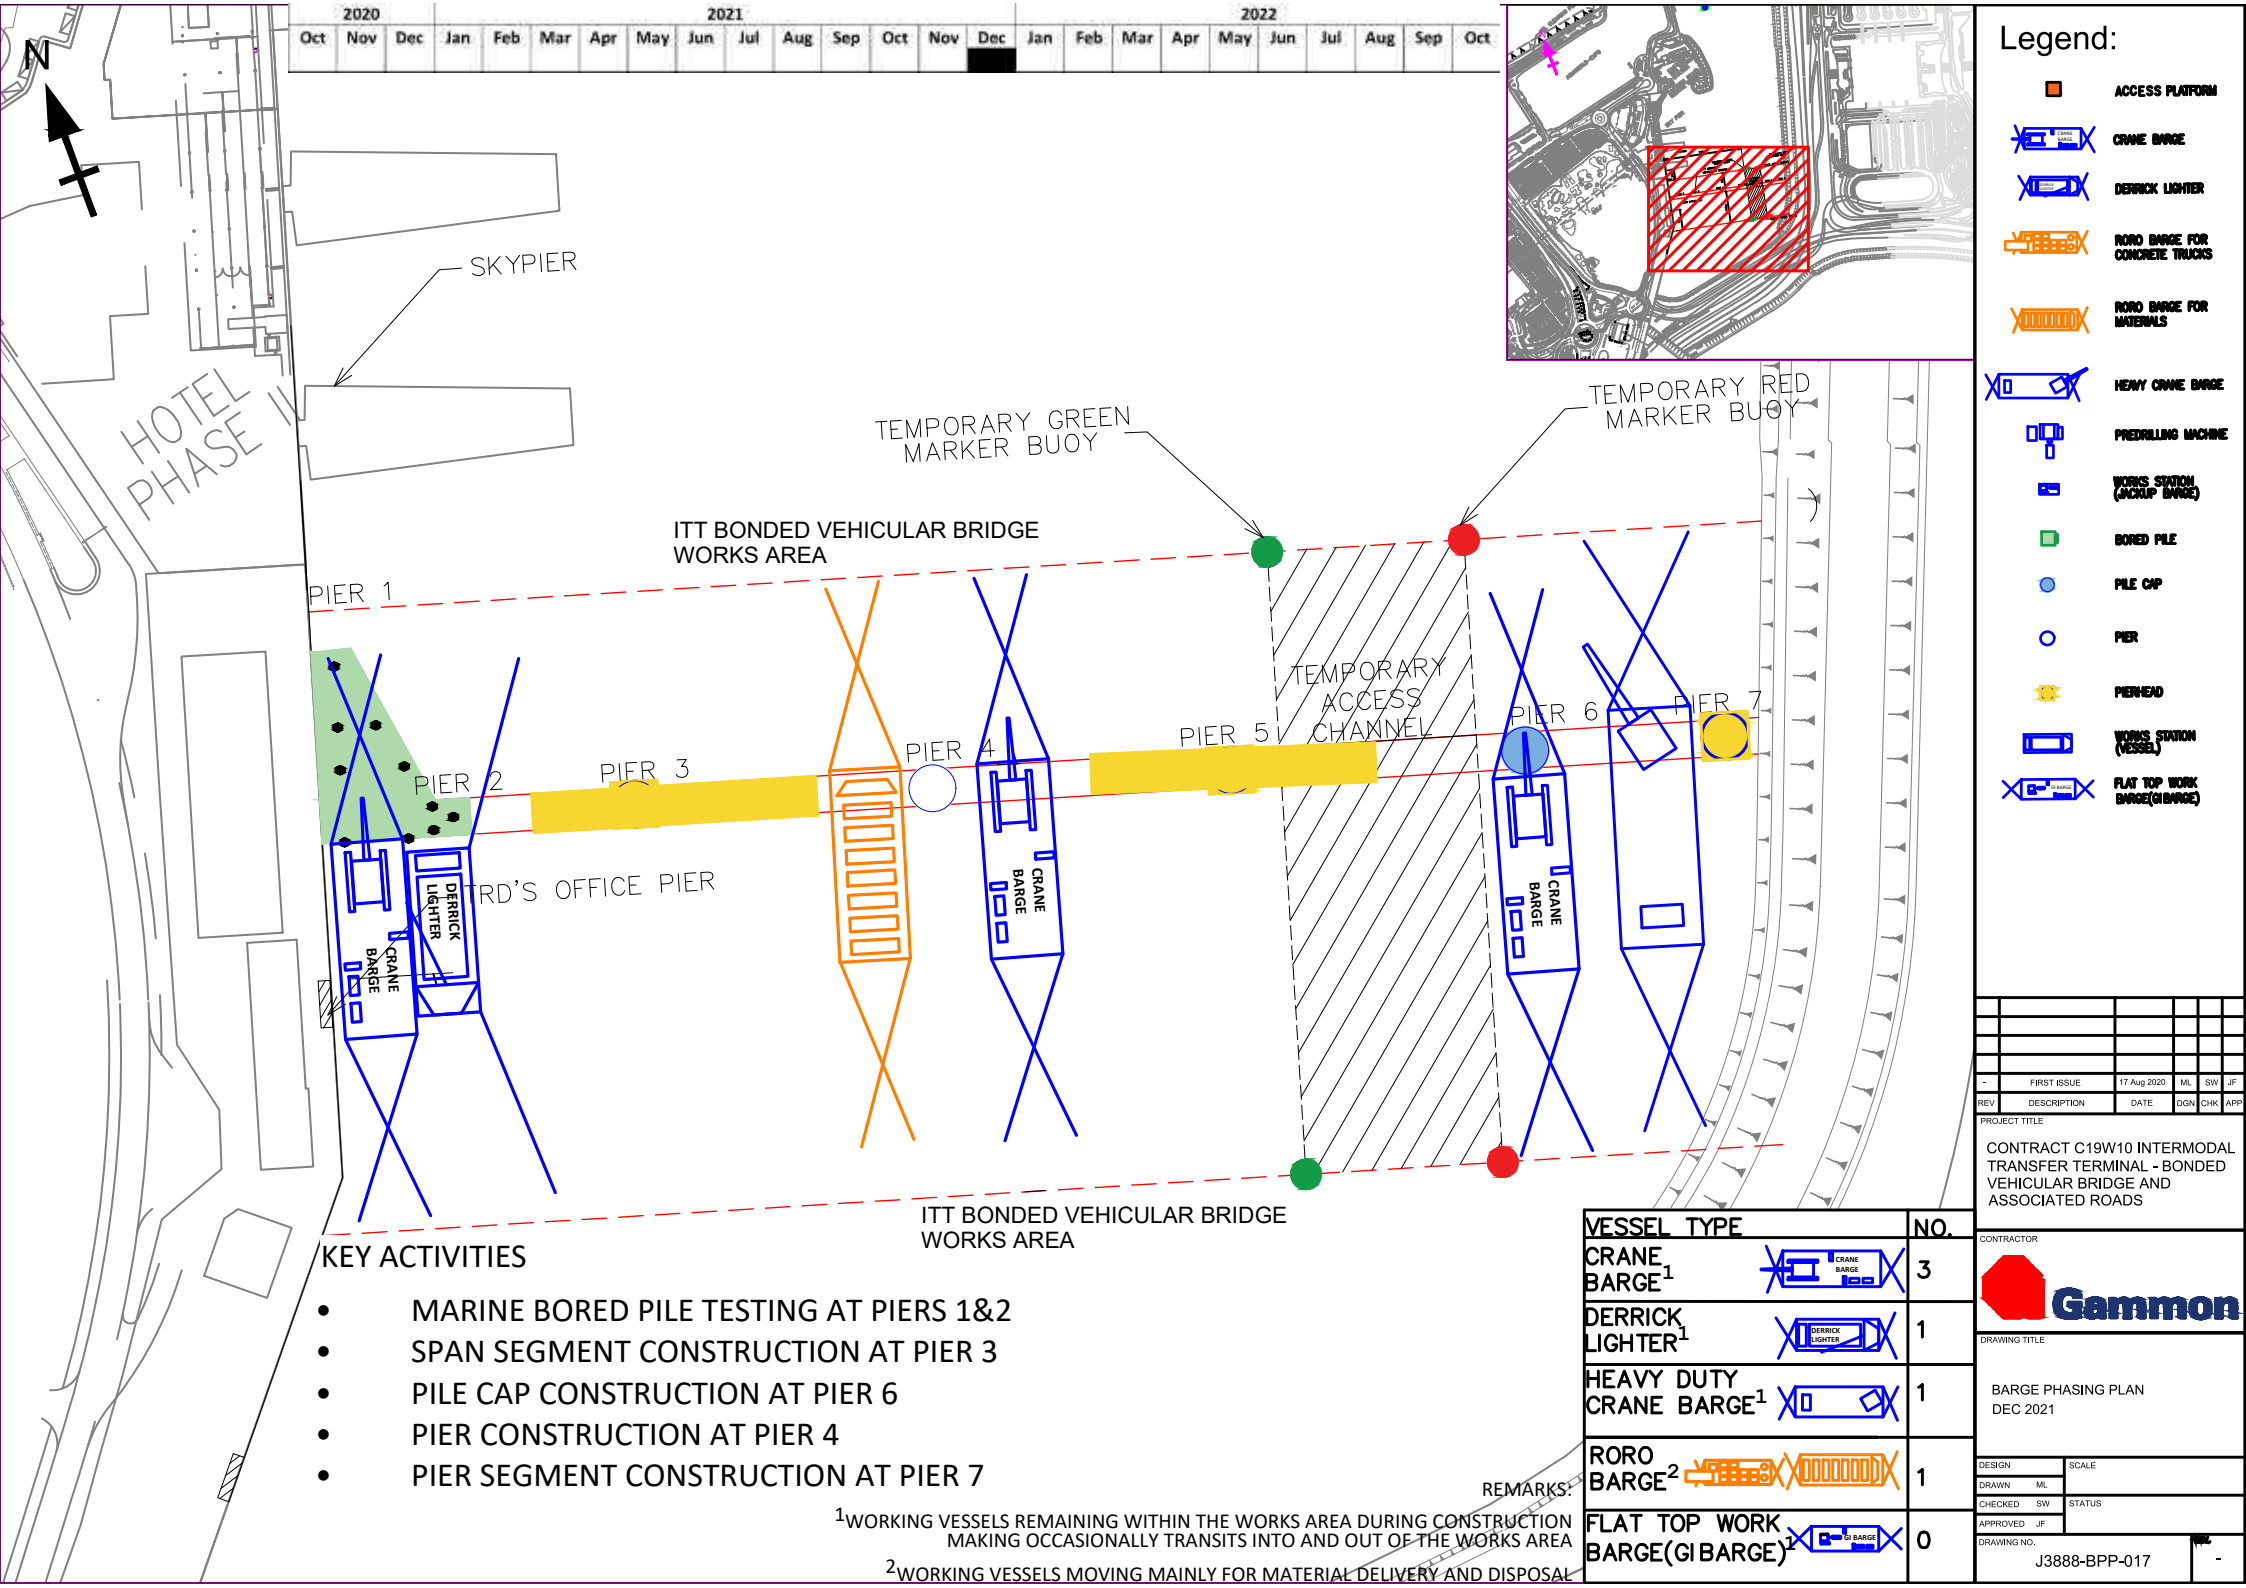 2020
2021
2022
Oct Nov Dec Jan Feb Mar Apr May Jun Jul Aug Sep Oct Nov Dec Jan Feb Mar Apr May Jun Jul Aug Sep Oct
N
SKYPIER
HOTEL
PHASE II
TEMPORARY GREEN
MARKER BUOY
TEMPORARY RED
MARKER BUOY
ITT BONDED VEHICULAR BRIDGE
WORKS AREA
PIER 1
PIER 2
PIER 3
PIER 4
PIER 5
TEMPORARY
ACCESS
CHANNEL
PIER 6
PIER 7
TRD'S OFFICE PIER
CRANE
BARGE
DERRICK
LIGHTER
CRANE
BARGE
CRANE
BARGE
ITT BONDED VEHICULAR BRIDGE
WORKS AREA
KEY ACTIVITIES
• MARINE BORED PILE TESTING AT PIERS 1&2
• SPAN SEGMENT CONSTRUCTION AT PIER 3
• PILE CAP CONSTRUCTION AT PIER 6
• PIER CONSTRUCTION AT PIER 4
• PIER SEGMENT CONSTRUCTION AT PIER 7
REMARKS:
1WORKING VESSELS REMAINING WITHIN THE WORKS AREA DURING CONSTRUCTION
MAKING OCCASIONALLY TRANSITS INTO AND OUT OF THE WORKS AREA
2WORKING VESSELS MOVING MAINLY FOR MATERIAL DELIVERY AND DISPOSAL
VESSEL TYPE NO.
CRANE
BARGE1
CRANE
BARGE
3
DERRICK
LIGHTER1
DERRICK
LIGHTER
1
HEAVY DUTY
CRANE BARGE1
1
RORO
BARGE2
1
FLAT TOP WORK
BARGE(GI BARGE)1
GI BARGE
0
Legend:
ACCESS PLATFORM
CRANE
BARGE
CRANE BARGE
DERRICK LIGHTER
RORO BARGE FOR
CONCRETE TRUCKS
RORO BARGE FOR
MATERIALS
HEAVY CRANE BARGE
PREDRILLING MACHINE
WORKS STATION
(JACKUP BARGE)
BORED PILE
PILE CAP
PIER
PIERHEAD
WORKS STATION
(VESSEL)
GI BARGE
FLAT TOP WORK
BARGE(GI BARGE)
- FIRST ISSUE 17 Aug 2020 ML SW JF
REV DESCRIPTION DATE DGN CHK APP
PROJECT TITLE
CONTRACT C19W10 INTERMODAL
TRANSFER TERMINAL - BONDED
VEHICULAR BRIDGE AND
ASSOCIATED ROADS
CONTRACTOR
Gammon
DRAWING TITLE
BARGE PHASING PLAN
DEC 2021
DESIGN SCALE
DRAWN ML
CHECKED SW STATUS
APPROVED JF
DRAWING NO.
J3888-BPP-017 -